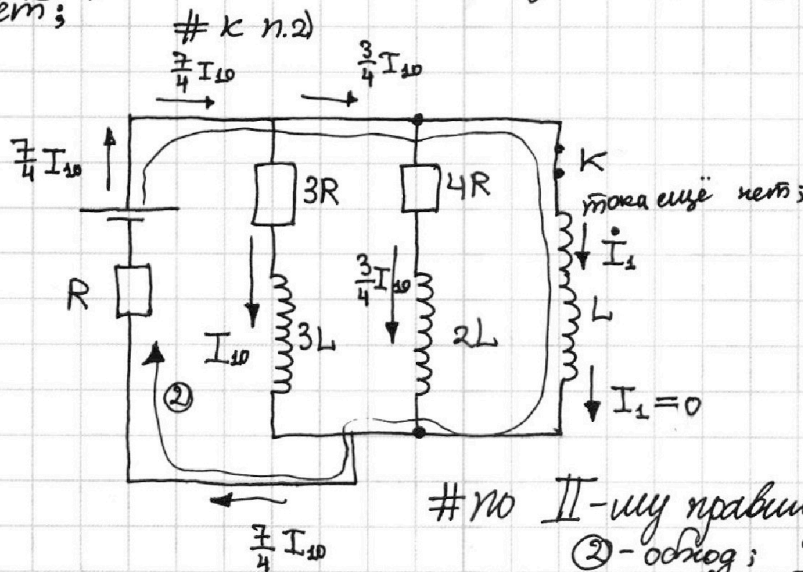 ет;
# к п.2)
7/4 I₁₀
3/4 I₁₀
7/4 I₁₀
K
3R
4R
тока ещё нет;
İ₁
R
3/4 I₁₀
I₁₀
3L
2L
L
②
I₁=0
# по II-му
7/4 I₁₀
② - обход;